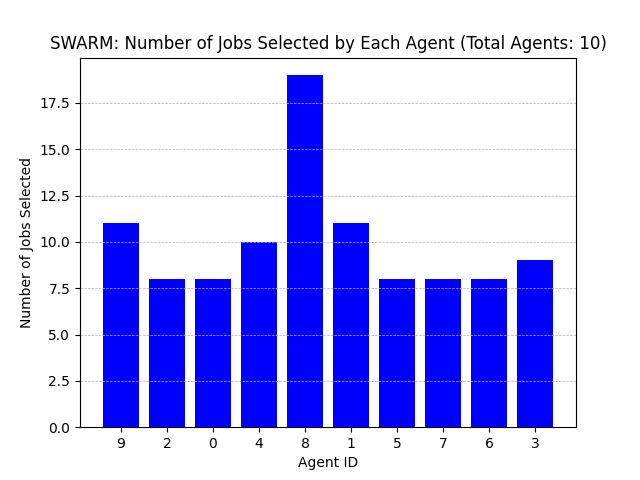 SWARM: Number of Jobs Selected by Each Agent (Total Agents: 10)
Number of Jobs Selected
17.5
15.0
12.5
10.0
7.5
5.0
2.5
0.0
9 2 0 4 8 1 5 7 6 3
Agent ID